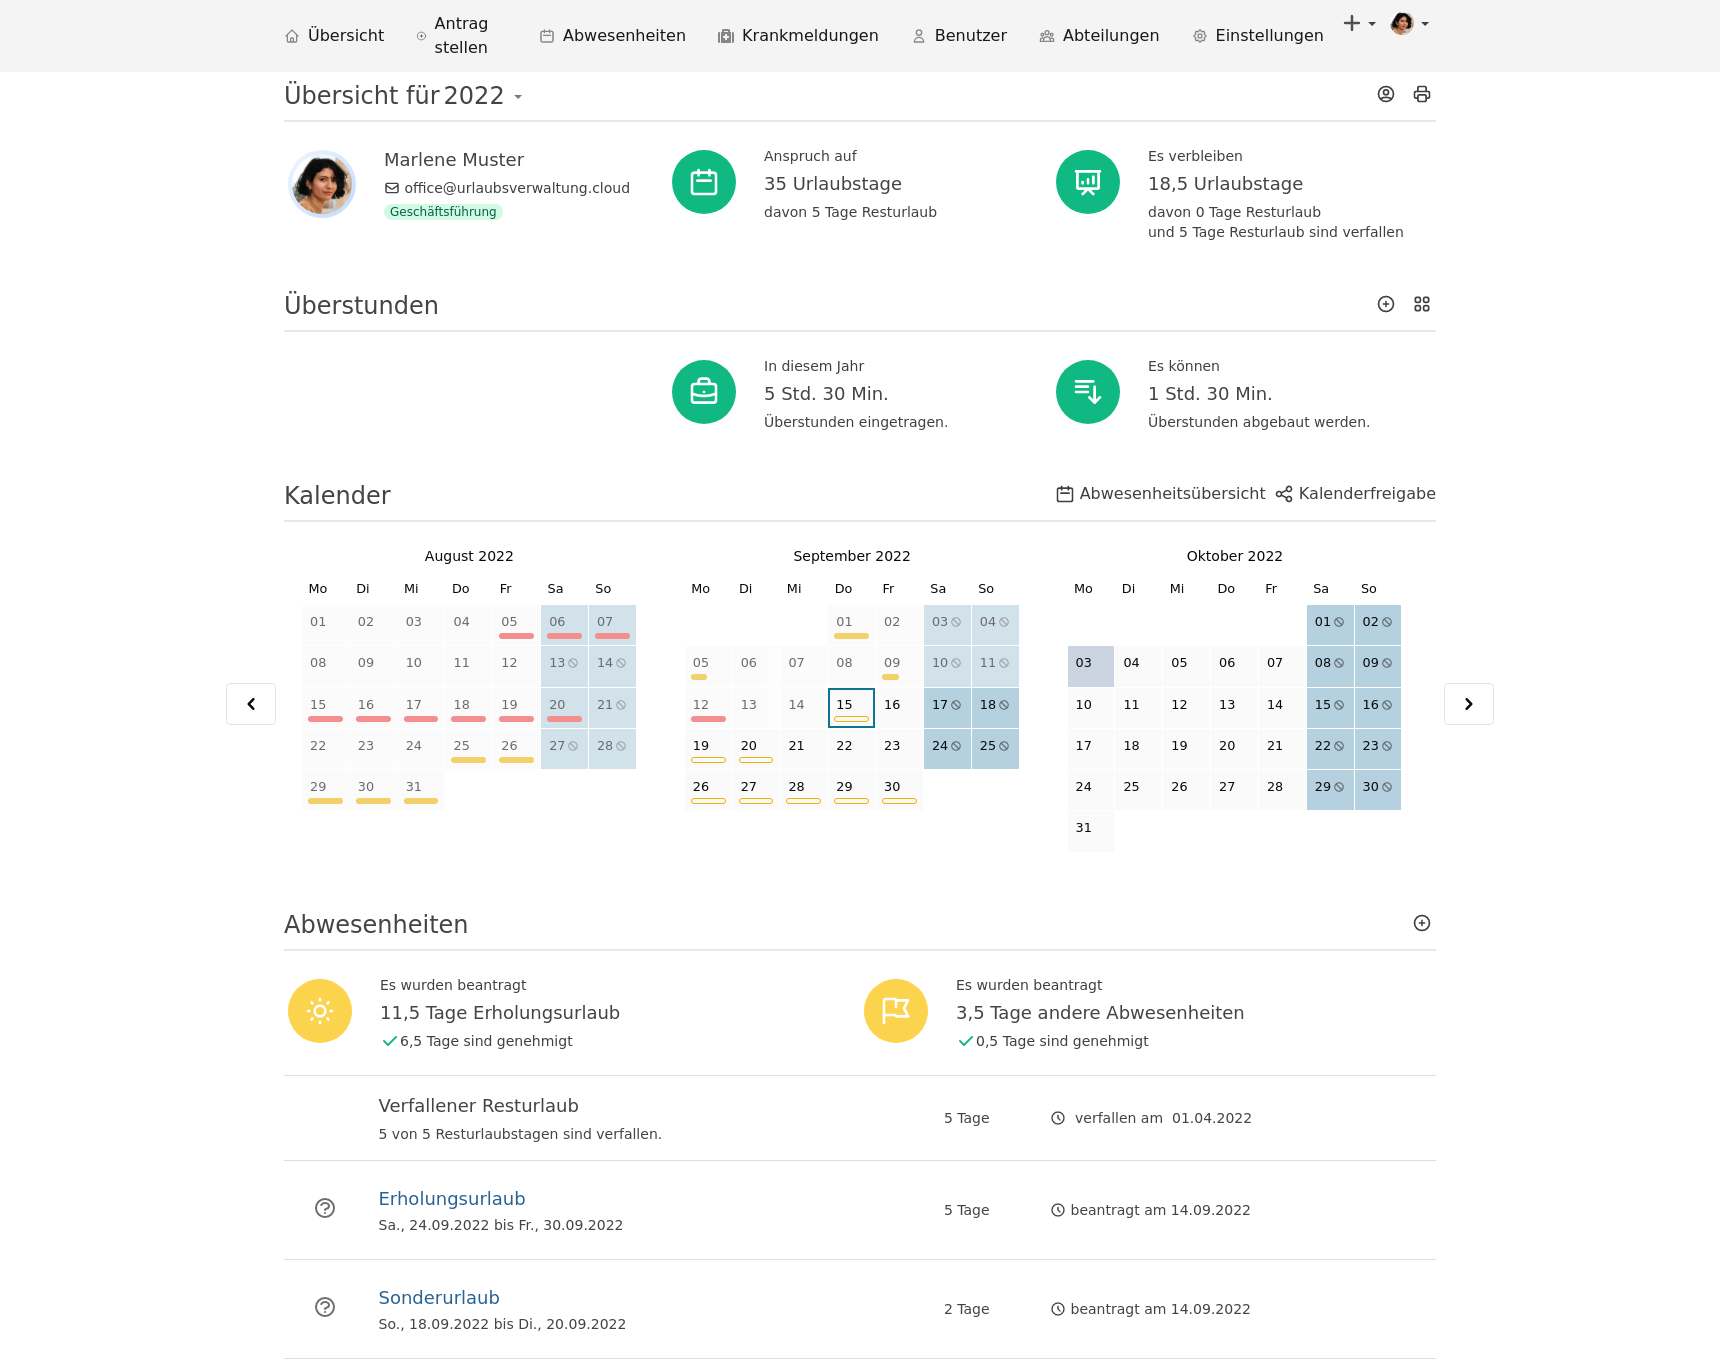 Übersicht
Antrag stellen
Abwesenheiten
Krankmeldungen
Benutzer
Abteilungen
Einstellungen
Übersicht für 2022
Marlene Muster
office@urlaubsverwaltung.cloud
Geschäftsführung
Anspruch auf
35 Urlaubstage
davon 5 Tage Resturlaub
Es verbleiben
18,5 Urlaubstage
davon 0 Tage Resturlaub
und 5 Tage Resturlaub sind verfallen
Überstunden
In diesem Jahr
5 Std. 30 Min.
Überstunden eingetragen.
Es können
1 Std. 30 Min.
Überstunden abgebaut werden.
Kalender
Abwesenheitsübersicht
Kalenderfreigabe
August 2022
Mo Di Mi Do Fr Sa So
01 02 03 04 05 06 07
08 09 10 11 12 13 14
15 16 17 18 19 20 21
22 23 24 25 26 27 28
29 30 31
September 2022
Mo Di Mi Do Fr Sa So
01 02 03 04
05 06 07 08 09 10 11
12 13 14 15 16 17 18
19 20 21 22 23 24 25
26 27 28 29 30
Oktober 2022
Mo Di Mi Do Fr Sa So
01 02
03 04 05 06 07 08 09
10 11 12 13 14 15 16
17 18 19 20 21 22 23
24 25 26 27 28 29 30
31
Abwesenheiten
Es wurden beantragt
11,5 Tage Erholungsurlaub
6,5 Tage sind genehmigt
Es wurden beantragt
3,5 Tage andere Abwesenheiten
0,5 Tage sind genehmigt
Verfallener Resturlaub
5 von 5 Resturlaubstagen sind verfallen.
5 Tage
verfallen am 01.04.2022
Erholungsurlaub
Sa., 24.09.2022 bis Fr., 30.09.2022
5 Tage
beantragt am 14.09.2022
Sonderurlaub
So., 18.09.2022 bis Di., 20.09.2022
2 Tage
beantragt am 14.09.2022